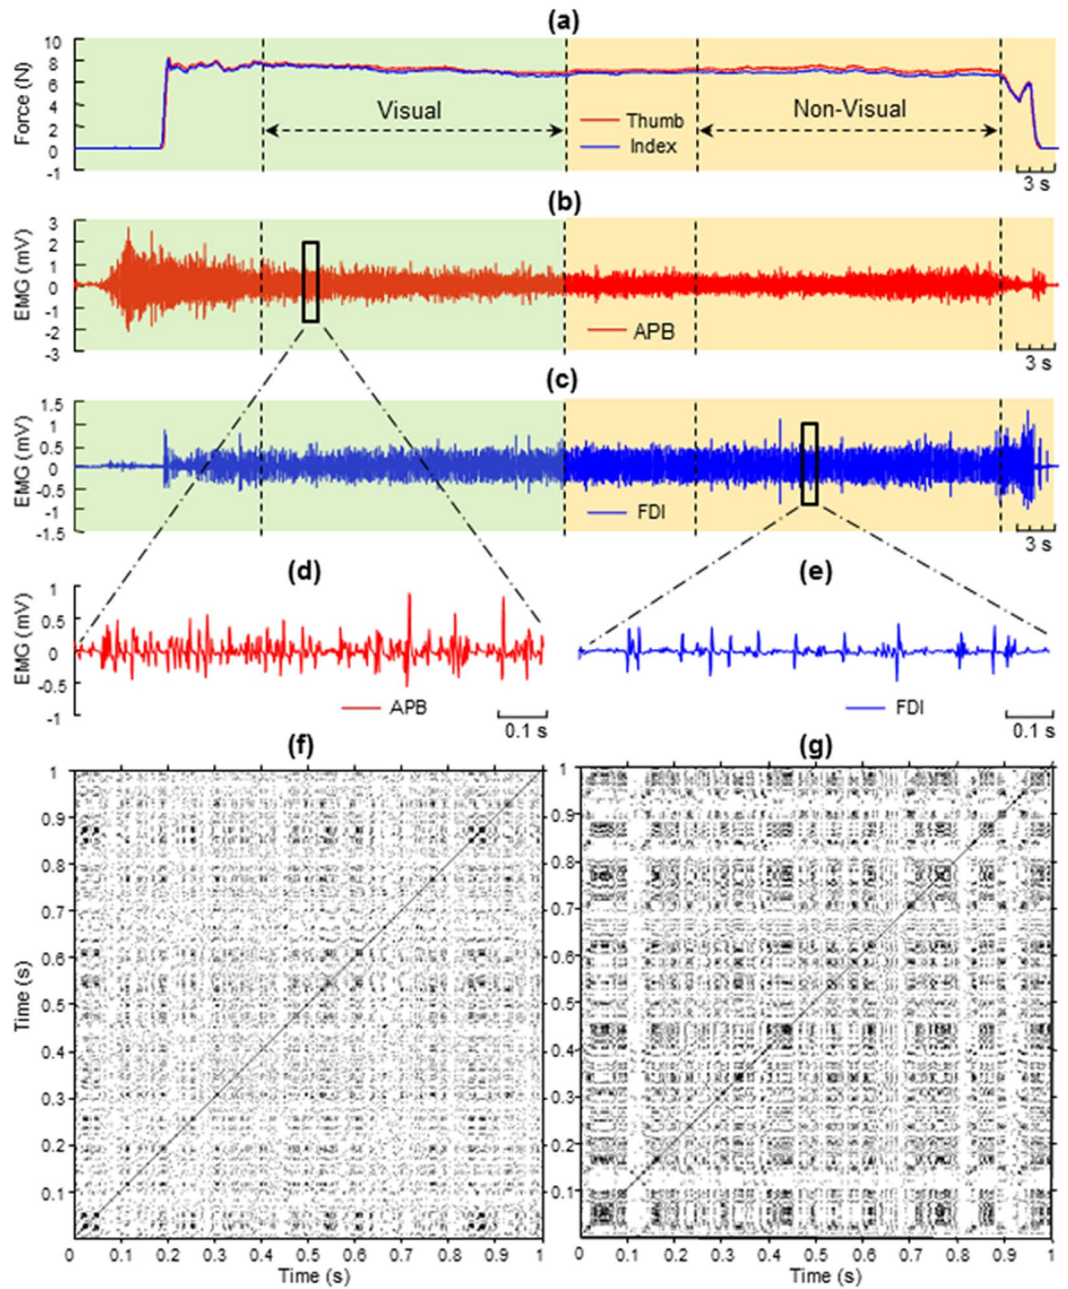 (a)
Force (N)
10
8
6
4
2
0
-1
Visual
Non-Visual
Thumb
Index
3 s
(b)
EMG (mV)
3
2
1
0
-1
-2
-3
APB
3 s
(c)
EMG (mV)
1.5
1
0.5
0
-0.5
-1
-1.5
FDI
3 s
(d)
(e)
EMG (mV)
1
0.5
0
-0.5
-1
APB
0.1 s
FDI
0.1 s
(f)
(g)
Time (s)
1
0.9
0.8
0.7
0.6
0.5
0.4
0.3
0.2
0.1
0 0.1 0.2 0.3 0.4 0.5 0.6 0.7 0.8 0.9 1
Time (s)
1
0.9
0.8
0.7
0.6
0.5
0.4
0.3
0.2
0.1
0 0.1 0.2 0.3 0.4 0.5 0.6 0.7 0.8 0.9 1
Time (s)